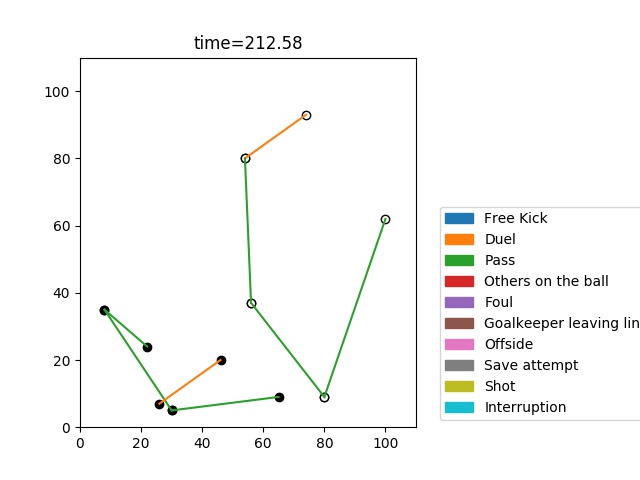 time=212.58
100
80
60
40
20
0
0 20 40 60 80 100
Free Kick
Duel
Pass
Others on the ball
Foul
Goalkeeper leaving lin
Offside
Save attempt
Shot
Interruption